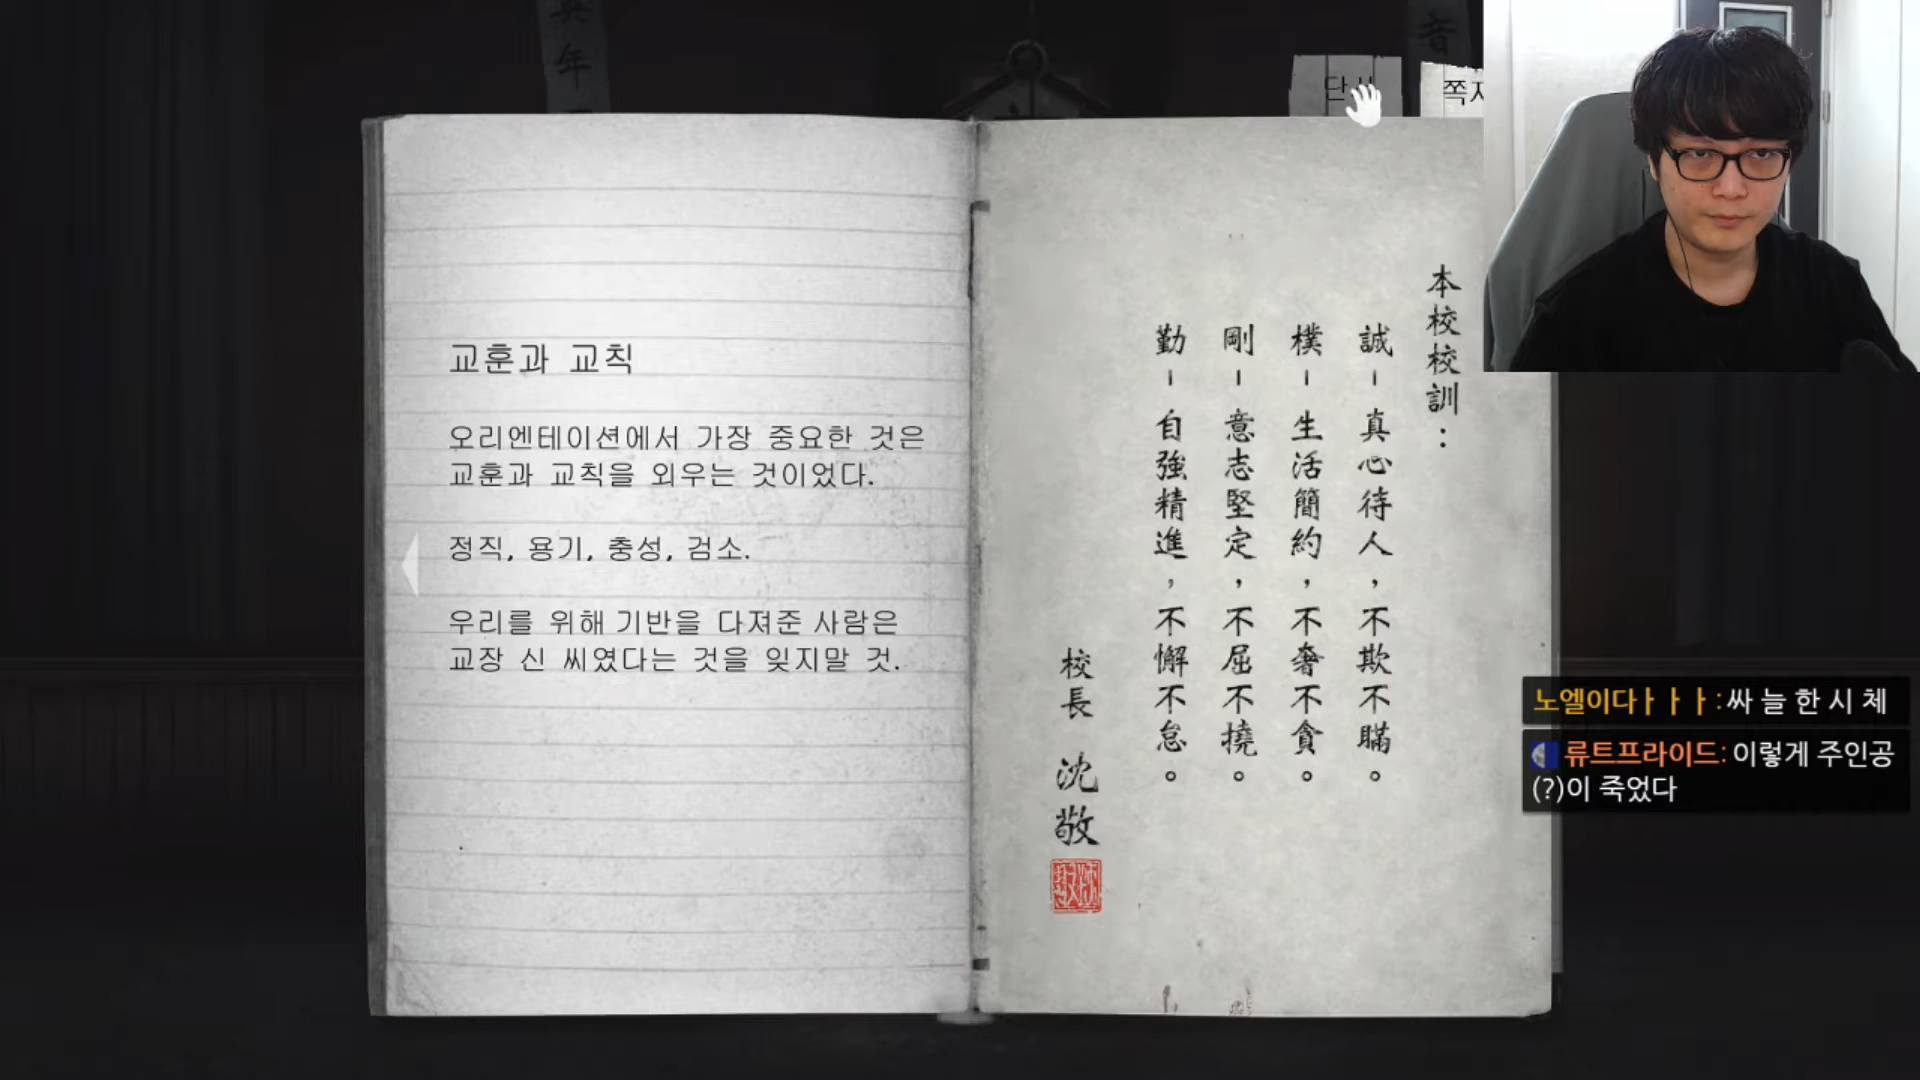 年
音
쪽지
교훈과 교칙
오리엔테이션에서 가장 중요한 것은
교훈과 교칙을 외우는 것이었다.
정직, 용기, 충성, 검소.
우리를 위해 기반을 다져준 사람은
교장 신 씨였다는 것을 잊지말 것.
本校校訓：
誠－真心待人，不欺不瞞。
樸－生活簡約，不奢不貪。
剛－意志堅定，不屈不撓。
勤－自強精進，不懈不怠。
校長 沈敬
노엘이다ㅏㅏㅏ: 싸 늘 한 시 체
류트프라이드: 이렇게 주인공
(?)이 죽었다